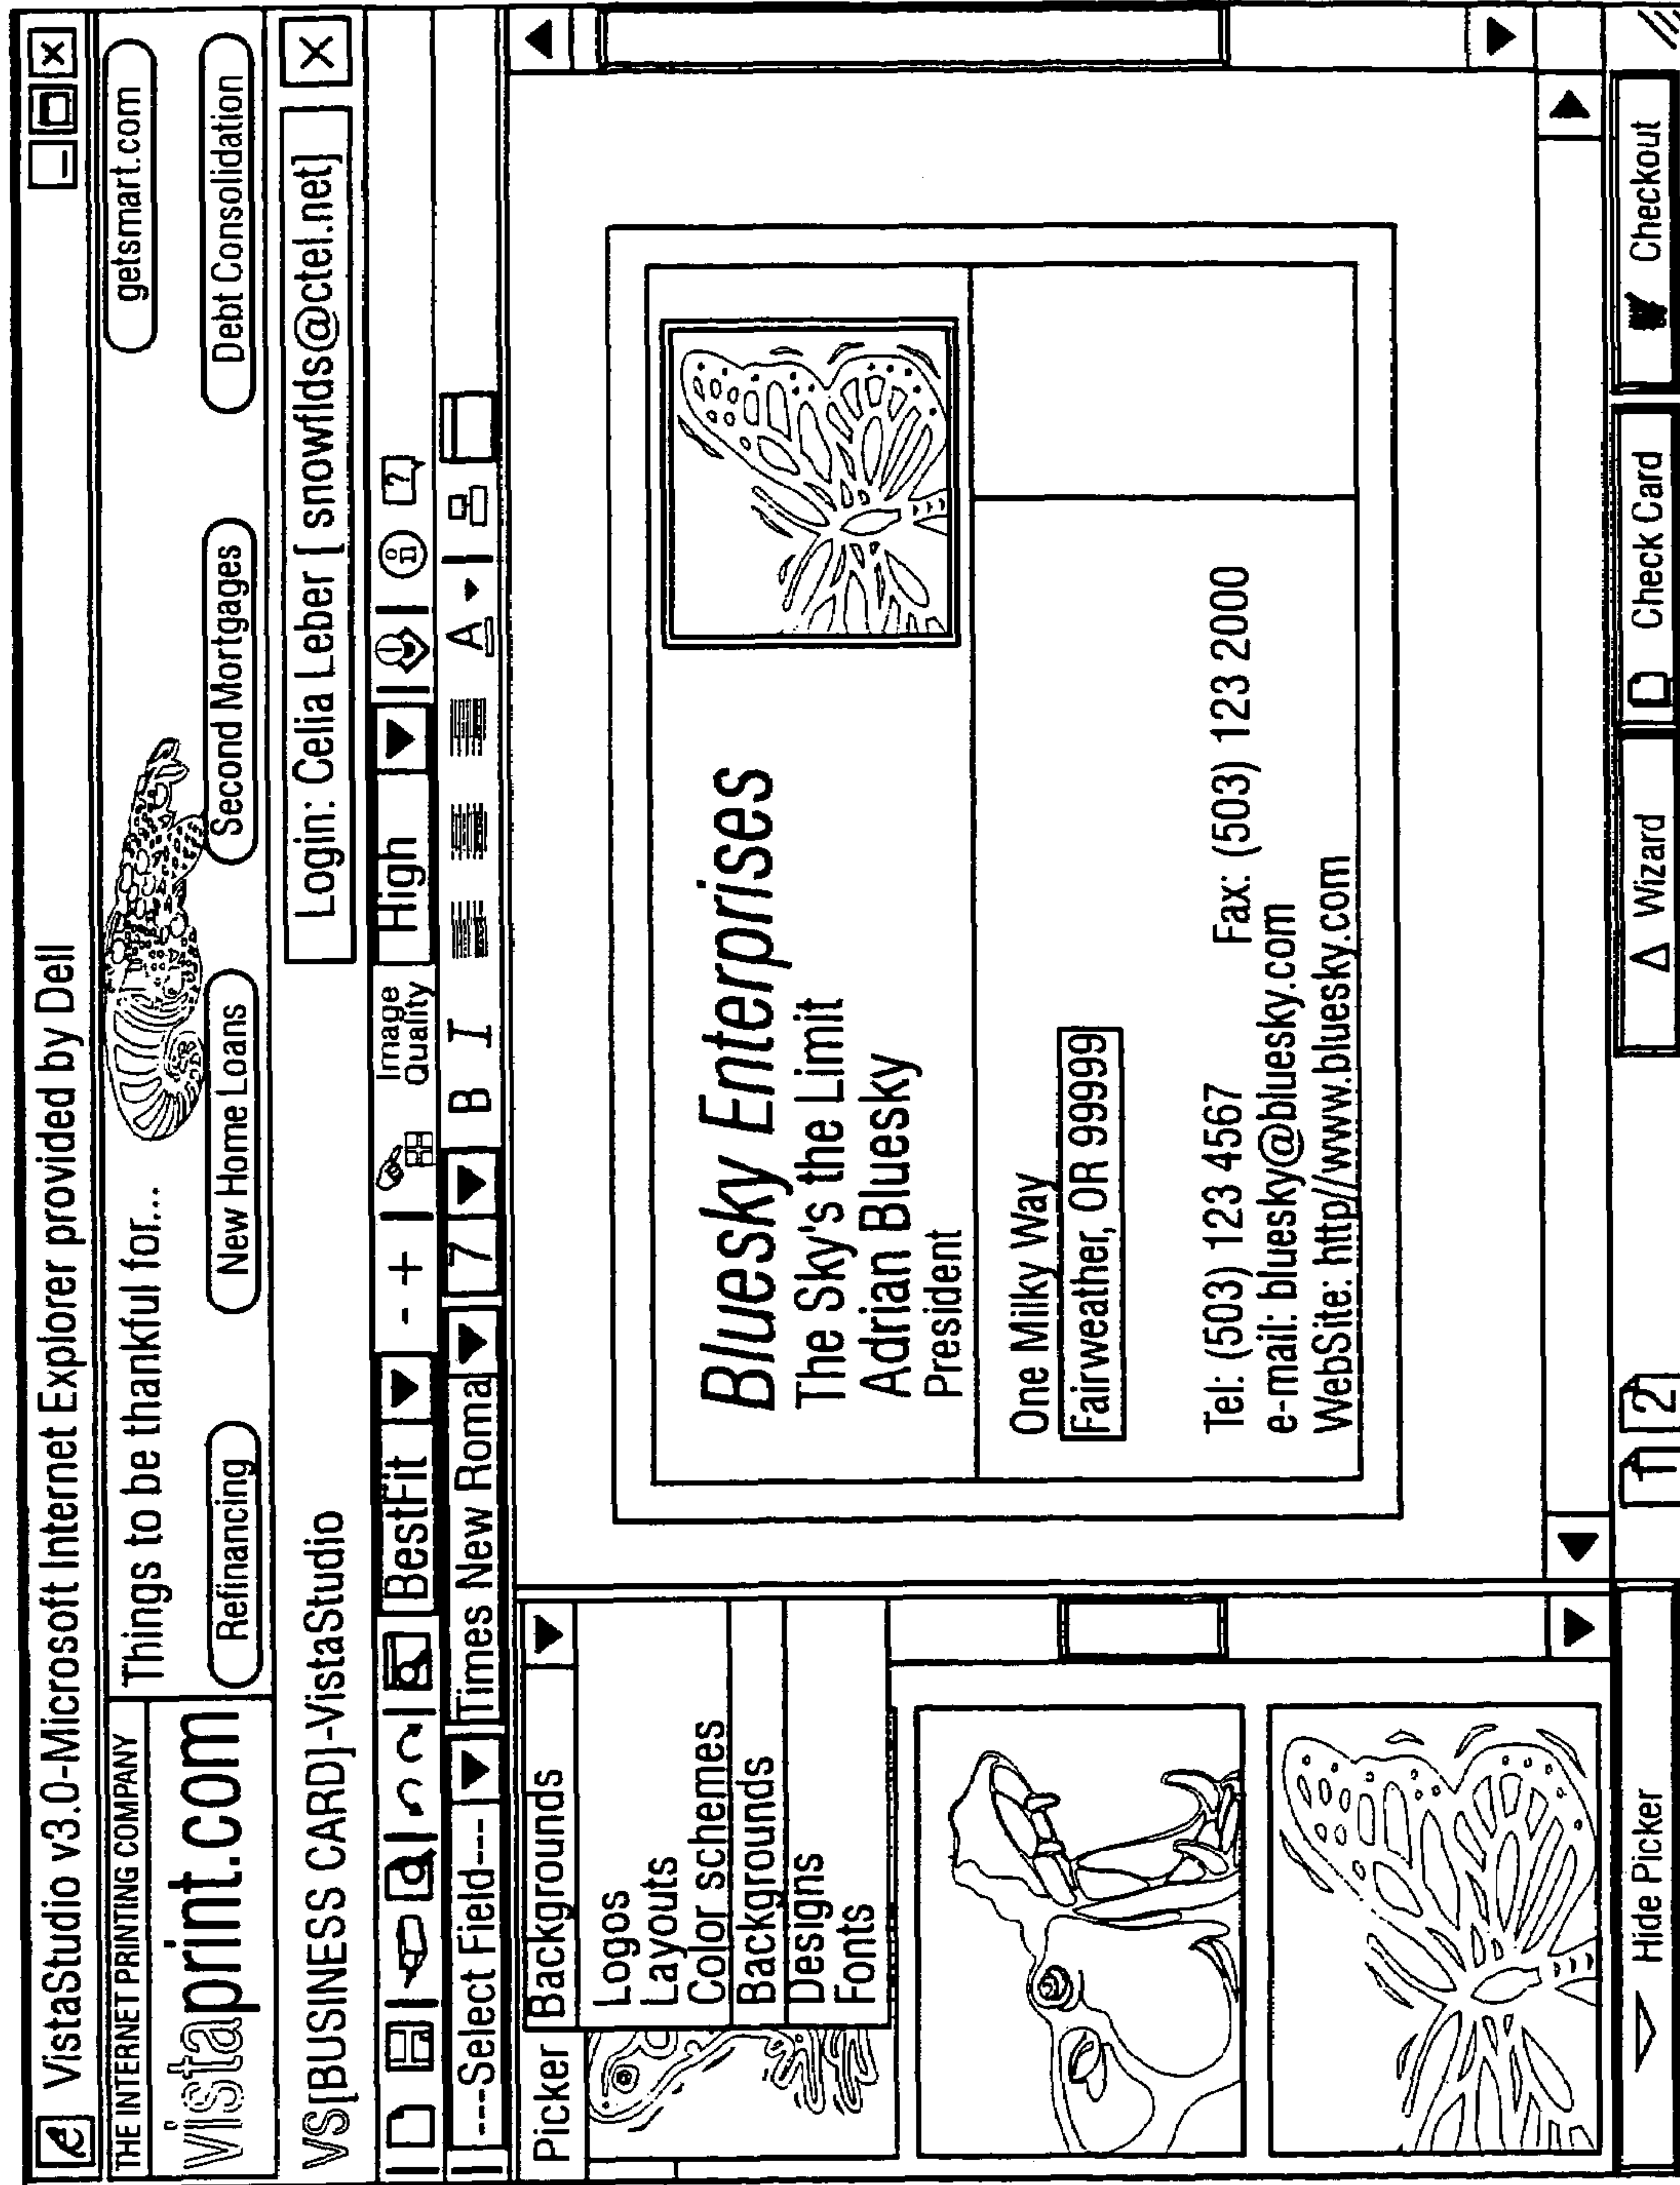 VistaStudio v3.0-Microsoft Internet Explorer provided by Dell
THE INTERNET PRINTING COMPANY
vistaprint.com
Things to be thankful for...
getsmart.com
Refinancing
New Home Loans
Second Mortgages
Debt Consolidation
VS[BUSINESS CARD]-VistaStudio
Login: Celia Leber [ snowflds@ctel.net]
BestFit
- +
Image
Quality
High
----Select Field----
Times New Roma
7
B I
A
Picker
Backgrounds
Logos
Layouts
Color schemes
Backgrounds
Designs
Fonts
Bluesky Enterprises
The Sky's the Limit
Adrian Bluesky
President
One Milky Way
Fairweather, OR 99999
Tel: (503) 123 4567 Fax: (503) 123 2000
e-mail: bluesky@bluesky.com
WebSite: http//www.bluesky.com
Hide Picker
1 2
Wizard
Check Card
Checkout